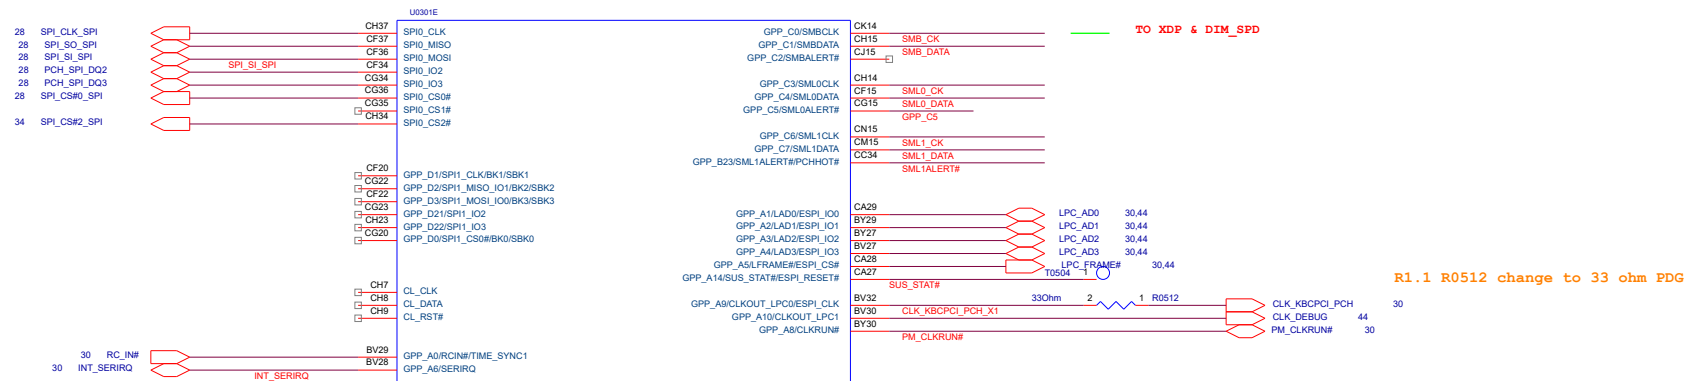 U0301E
28 SPI_CLK_SPI CH37 SPI0_CLK
28 SPI_SO_SPI CF37 SPI0_MISO
28 SPI_SI_SPI CF36 SPI0_MOSI
28 PCH_SPI_DQ2 SPI_SI_SPI CF34 SPI0_IO2
28 PCH_SPI_DQ3 CG34 SPI0_IO3
28 SPI_CS#0_SPI CG36 SPI0_CS0#
CG35 SPI0_CS1#
34 SPI_CS#2_SPI CH34 SPI0_CS2#
CF20 GPP_D1/SPI1_CLK/BK1/SBK1
CG22 GPP_D2/SPI1_MISO_IO1/BK2/SBK2
CF22 GPP_D3/SPI1_MOSI_IO0/BK3/SBK3
CG23 GPP_D21/SPI1_IO2
CH23 GPP_D22/SPI1_IO3
CG20 GPP_D0/SPI1_CS0#/BK0/SBK0
CH7 CL_CLK
CH8 CL_DATA
CH9 CL_RST#
30 RC_IN# BV29 GPP_A0/RCIN#/TIME_SYNC1
30 INT_SERIRQ BV28 GPP_A6/SERIRQ
INT_SERIRQ
GPP_C0/SMBCLK CK14 TO XDP & DIM_SPD
GPP_C1/SMBDATA CH15 SMB_CK
GPP_C2/SMBALERT# CJ15 SMB_DATA
GPP_C3/SML0CLK CH14
GPP_C4/SML0DATA CF15 SML0_CK
GPP_C5/SML0ALERT# CG15 SML0_DATA
GPP_C5
GPP_C6/SML1CLK CN15
GPP_C7/SML1DATA CM15 SML1_CK
GPP_B23/SML1ALERT#/PCHHOT# CC34 SML1_DATA
SML1ALERT#
GPP_A1/LAD0/ESPI_IO0 CA29 LPC_AD0 30,44
GPP_A2/LAD1/ESPI_IO1 BY29 LPC_AD1 30,44
GPP_A3/LAD2/ESPI_IO2 BY27 LPC_AD2 30,44
GPP_A4/LAD3/ESPI_IO3 BV27 LPC_AD3 30,44
GPP_A5/LFRAME#/ESPI_CS# CA28 LPC_FRAME# 30,44
GPP_A14/SUS_STAT#/ESPI_RESET# CA27 T0504 1
SUS_STAT#
R1.1 R0512 change to 33 ohm PDG
GPP_A9/CLKOUT_LPC0/ESPI_CLK BV32 33Ohm 2 1 R0512 CLK_KBCPCI_PCH 30
GPP_A10/CLKOUT_LPC1 BV30 CLK_KBCPCI_PCH_X1 CLK_DEBUG 44
GPP_A8/CLKRUN# BY30 PM_CLKRUN# 30
PM_CLKRUN#